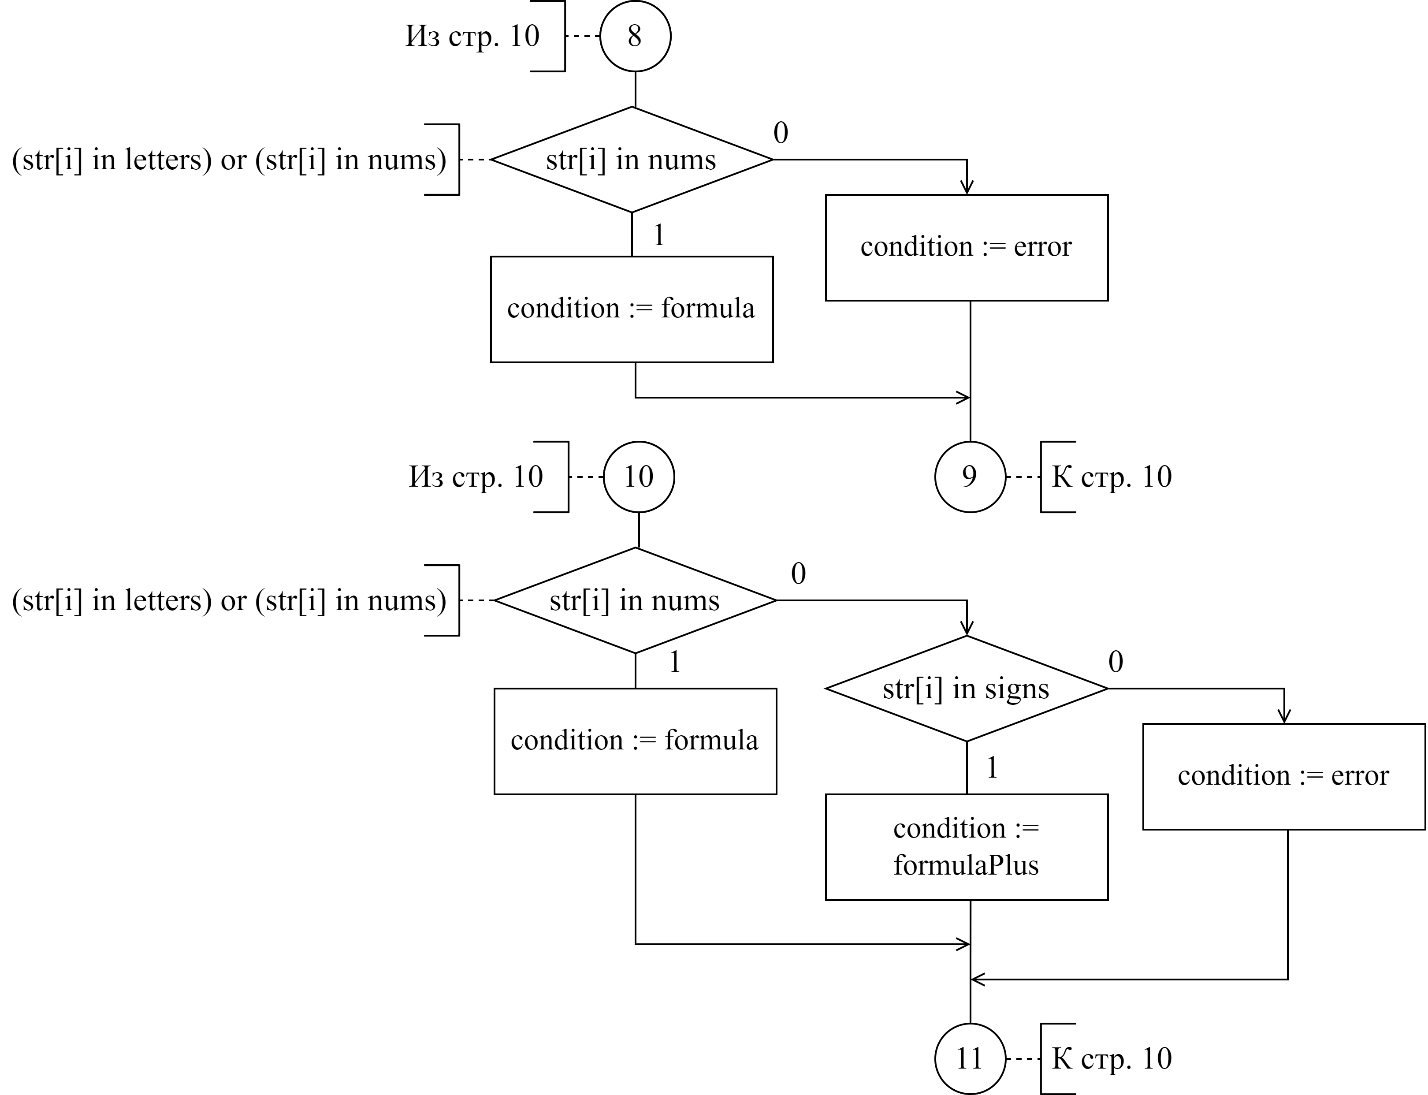 Из стр. 10
8
(str[i] in letters) or (str[i] in nums)
str[i] in nums
0
1
condition := error
condition := formula
Из стр. 10
10
9
К стр. 10
(str[i] in letters) or (str[i] in nums)
str[i] in nums
0
1
str[i] in signs
0
condition := formula
1
condition := error
condition :=
formulaPlus
11
К стр. 10